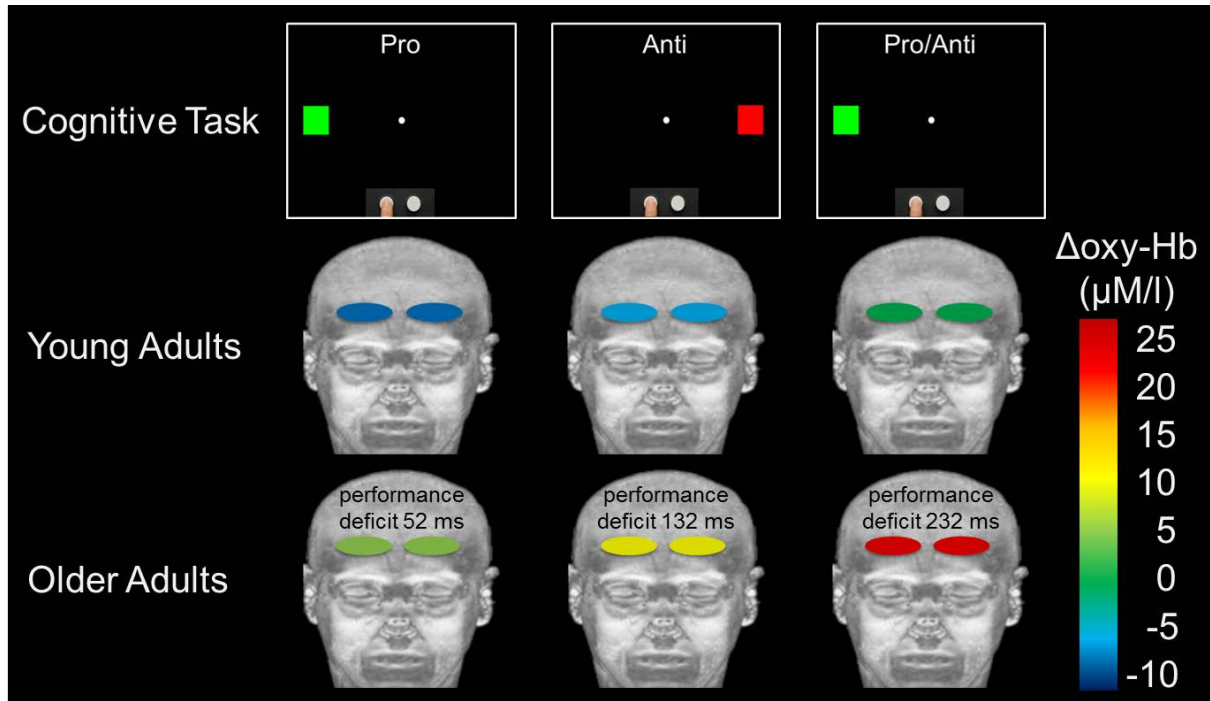 Pro
Anti
Pro/Anti
Cognitive Task
Δoxy-Hb
(µM/l)
Young Adults
25
20
15
10
5
0
-5
-10
performance
deficit 52 ms
performance
deficit 132 ms
performance
deficit 232 ms
Older Adults